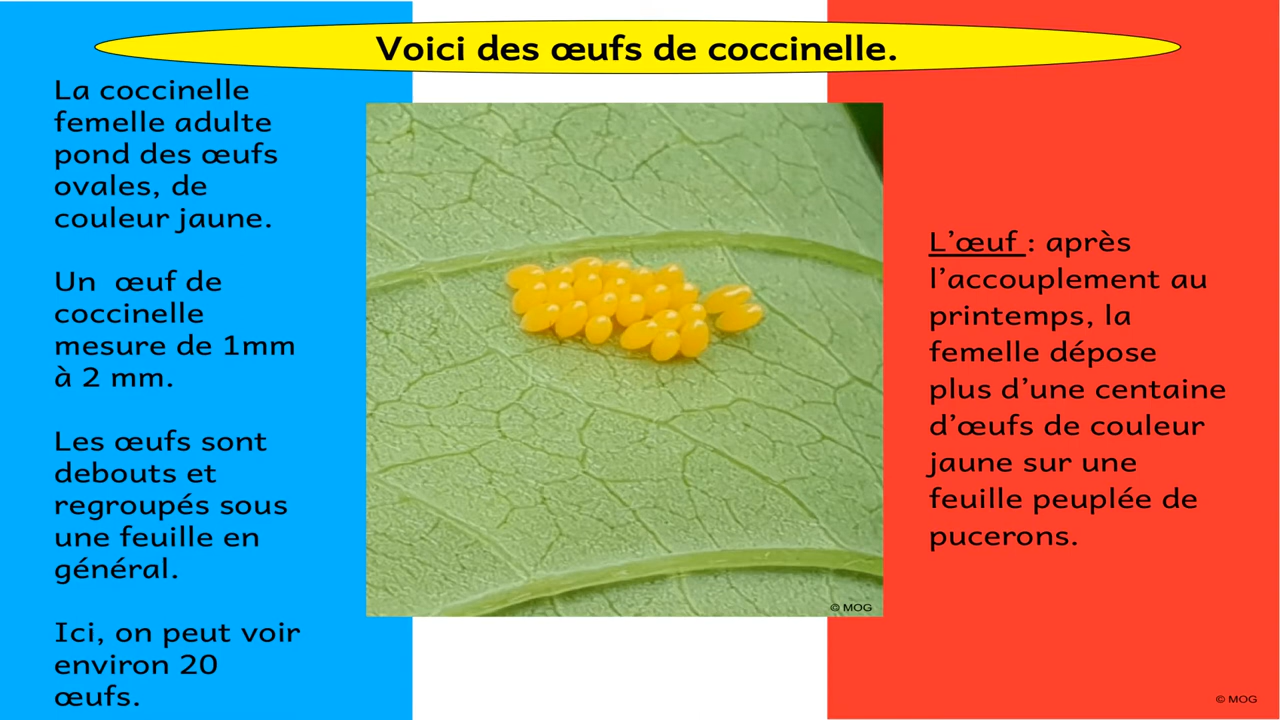 Voici des œufs de coccinelle.
La coccinelle
femelle adulte
pond des œufs
ovales, de
couleur jaune.
Un œuf de
coccinelle
mesure de 1mm
à 2 mm.
Les œufs sont
debouts et
regroupés sous
une feuille en
général.
Ici, on peut voir
environ 20
œufs.
© MOG
L’œuf : après
l’accouplement au
printemps, la
femelle dépose
plus d’une centaine
d’œufs de couleur
jaune sur une
feuille peuplée de
pucerons.
© MOG